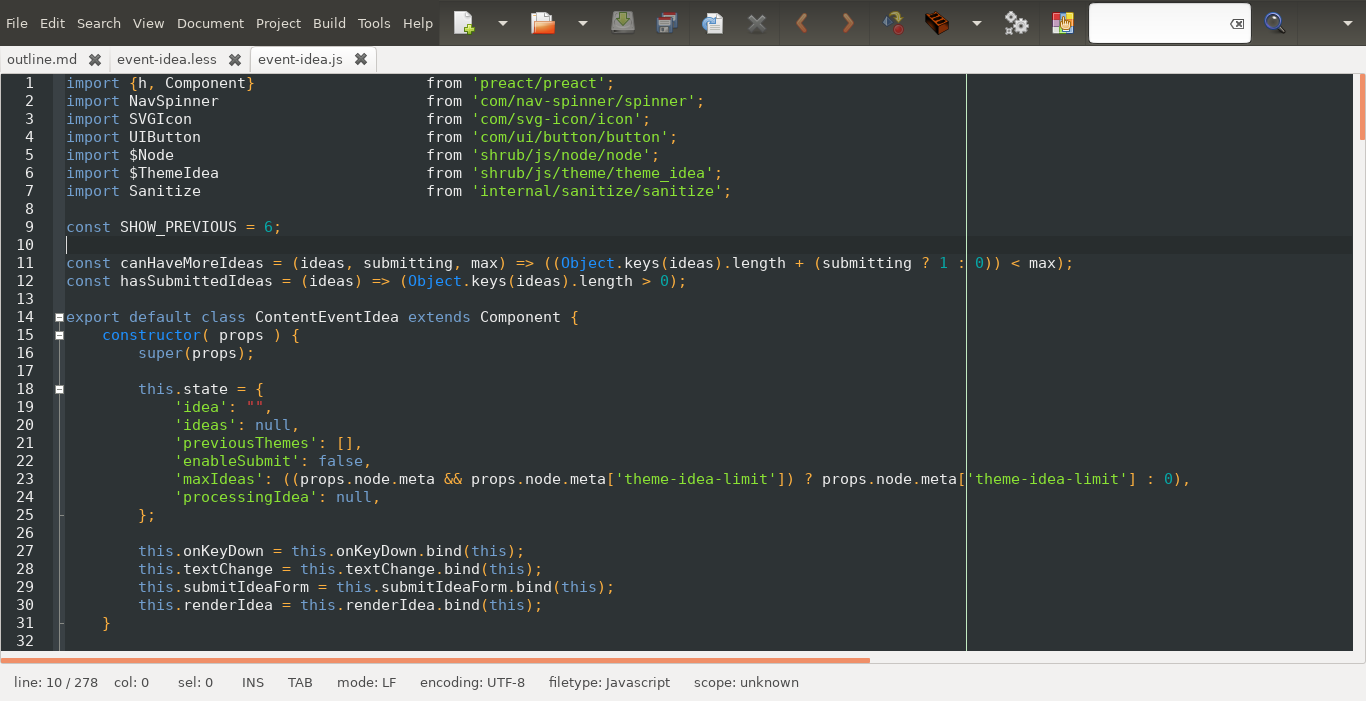 File Edit Search View Document Project Build Tools Help
outline.md event-idea.less event-idea.js
1 import {h, Component} from 'preact/preact';
2 import NavSpinner from 'com/nav-spinner/spinner';
3 import SVGIcon from 'com/svg-icon/icon';
4 import UIButton from 'com/ui/button/button';
5 import $Node from 'shrub/js/node/node';
6 import $ThemeIdea from 'shrub/js/theme/theme_idea';
7 import Sanitize from 'internal/sanitize/sanitize';
8
9 const SHOW_PREVIOUS = 6;
10
11 const canHaveMoreIdeas = (ideas, submitting, max) => ((Object.keys(ideas).length + (submitting ? 1 : 0)) < max);
12 const hasSubmittedIdeas = (ideas) => (Object.keys(ideas).length > 0);
13
14 export default class ContentEventIdea extends Component {
15 constructor( props ) {
16 super(props);
17
18 this.state = {
19 'idea': "",
20 'ideas': null,
21 'previousThemes': [],
22 'enableSubmit': false,
23 'maxIdeas': ((props.node.meta && props.node.meta['theme-idea-limit']) ? props.node.meta['theme-idea-limit'] : 0),
24 'processingIdea': null,
25 };
26
27 this.onKeyDown = this.onKeyDown.bind(this);
28 this.textChange = this.textChange.bind(this);
29 this.submitIdeaForm = this.submitIdeaForm.bind(this);
30 this.renderIdea = this.renderIdea.bind(this);
31 }
32
line: 10 / 278 col: 0 sel: 0 INS TAB mode: LF encoding: UTF-8 filetype: Javascript scope: unknown